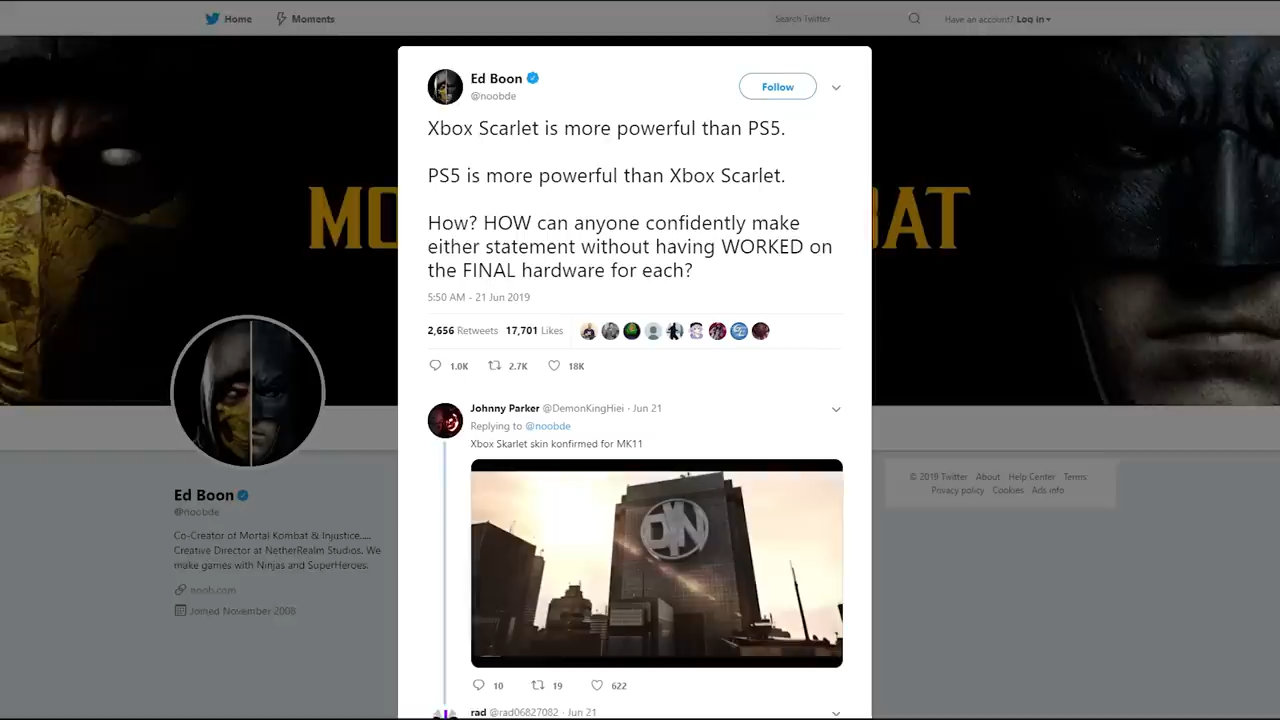 Home
Moments
Search Twitter
Have an account? Log in
MO
BAT
Ed Boon
@noobde
Follow
Xbox Scarlet is more powerful than PS5.
PS5 is more powerful than Xbox Scarlet.
How? HOW can anyone confidently make
either statement without having WORKED on
the FINAL hardware for each?
5:50 AM - 21 Jun 2019
2,656 Retweets 17,701 Likes
1.0K 2.7K 18K
Johnny Parker @DemonKingHiei · Jun 21
Replying to @noobde
Xbox Skarlet skin konfirmed for MK11
10 19 622
rad @rad06827082 · Jun 21
Ed Boon
@noobde
Co-Creator of Mortal Kombat & Injustice.....
Creative Director at NetherRealm Studios. We
make games with Ninjas and SuperHeroes.
noob.com
Joined November 2008
© 2019 Twitter About Help Center Terms
Privacy policy Cookies Ads info